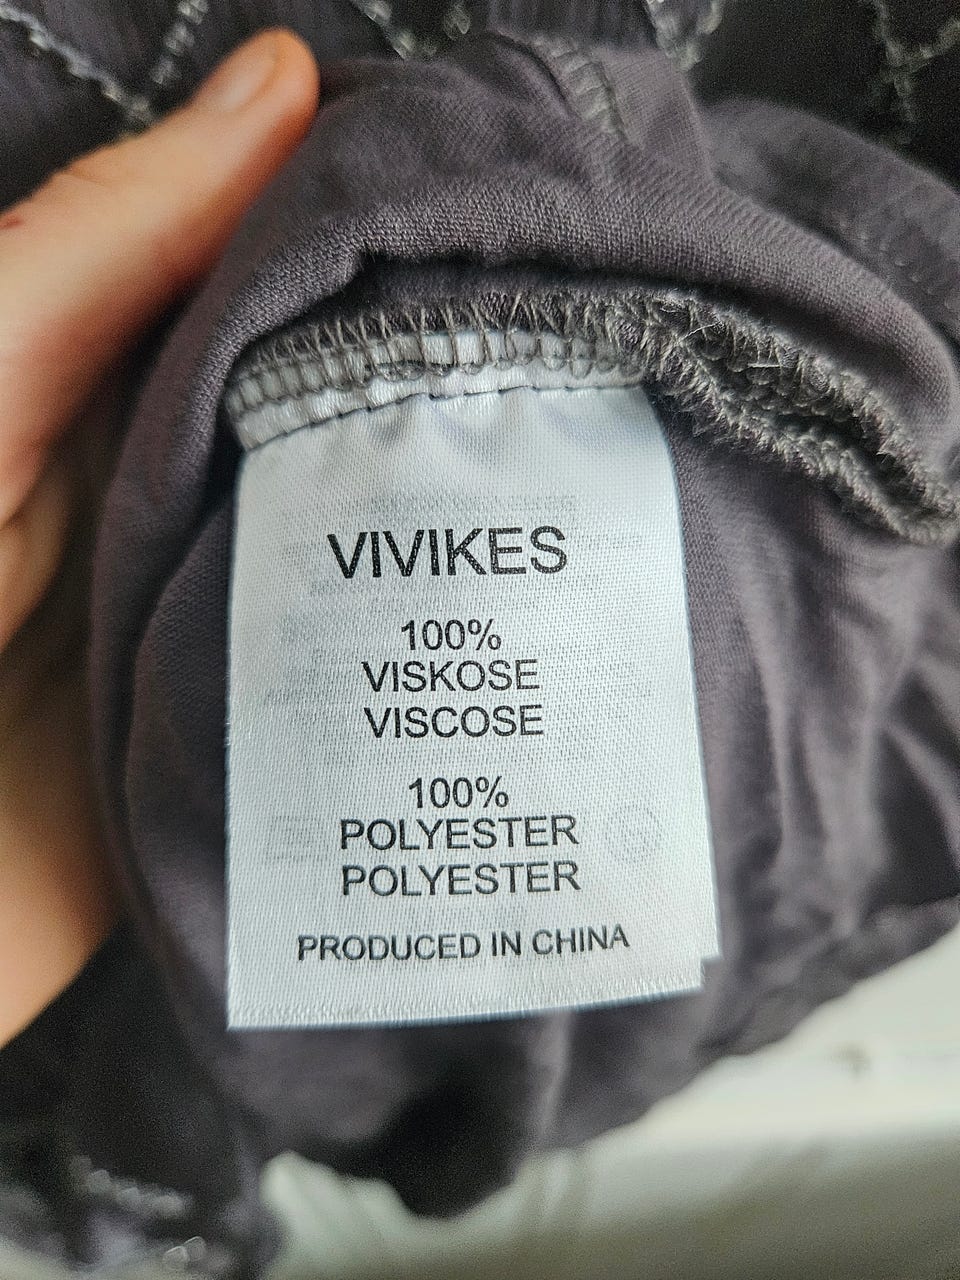 VIVIKES
100%
VISKOSE
VISCOSE
100%
POLYESTER
POLYESTER
PRODUCED IN CHINA